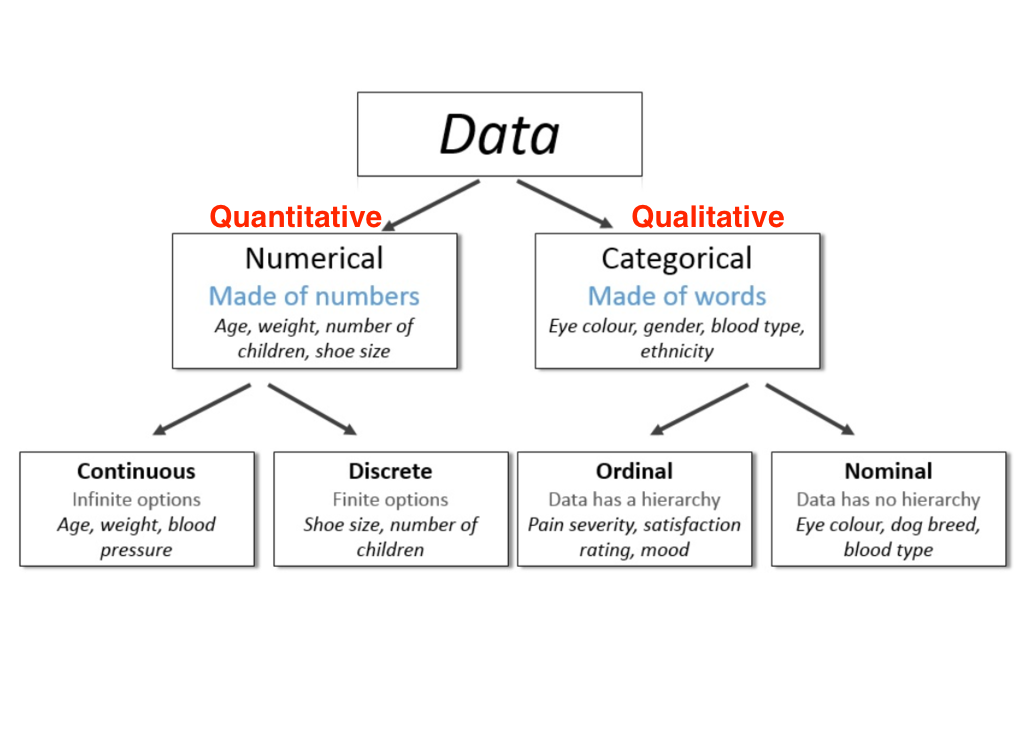 Data
Quantitative
Qualitative
Numerical
Made of numbers
Age, weight, number of
children, shoe size
Categorical
Made of words
Eye colour, gender, blood type,
ethnicity
Continuous
Infinite options
Age, weight, blood
pressure
Discrete
Finite options
Shoe size, number of
children
Ordinal
Data has a hierarchy
Pain severity, satisfaction
rating, mood
Nominal
Data has no hierarchy
Eye colour, dog breed,
blood type